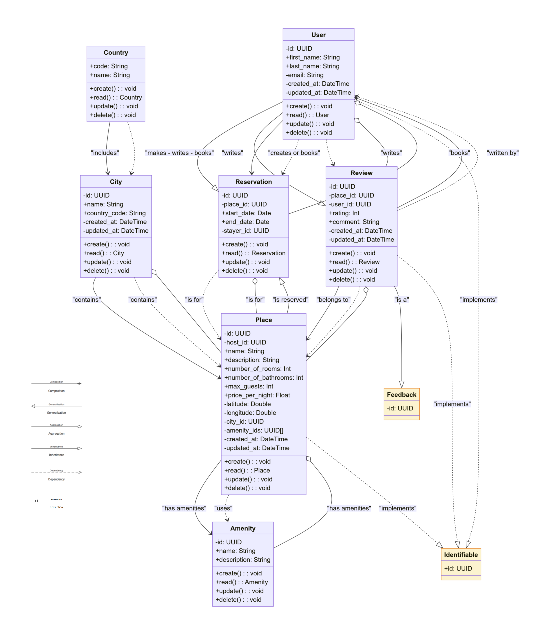 User
-id: UUID
+first_name: String
+last_name: String
-email: String
-created_at: DateTime
-updated_at: DateTime
+create() : : void
+read() : : User
+update() : : void
+delete() : : void
Country
+code: String
+name: String
+create() : : void
+read() : : Country
+update() : : void
+delete() : : void
"includes"
"makes - writes - books"
"writes"
"creates or books"
"writes"
"books"
"written by"
City
-id: UUID
+name: String
+country_code: String
-created_at: DateTime
-updated_at: DateTime
+create() : : void
+read() : : City
+update() : : void
+delete() : : void
Reservation
-id: UUID
-place_id: UUID
+start_date: Date
+end_date: Date
-stayer_id: UUID
+create() : : void
+read() : : Reservation
+update() : : void
+delete() : : void
Review
-id: UUID
-place_id: UUID
-user_id: UUID
+rating: Int
+comment: String
-created_at: DateTime
-updated_at: DateTime
+create() : : void
+read() : : Review
+update() : : void
+delete() : : void
"contains"
"contains"
"is for"
"is for"
"is reserved"
"belongs to"
"is a"
"implements"
Place
-id: UUID
-host_id: UUID
+name: String
+description: String
+number_of_rooms: Int
+number_of_bathrooms: Int
+max_guests: Int
+price_per_night: Float
-latitude: Double
-longitude: Double
-city_id: UUID
-amenity_ids: UUID[]
-created_at: DateTime
-updated_at: DateTime
+create() : : void
+read() : : Place
+update() : : void
+delete() : : void
Feedback
-id: UUID
"implements"
Composition
Generalization
Aggregation
Dependency
"has amenities"
"uses"
"has amenities"
"implements"
Amenity
-id: UUID
+name: String
+description: String
+create() : : void
+read() : : Amenity
+update() : : void
+delete() : : void
Identifiable
+id: UUID